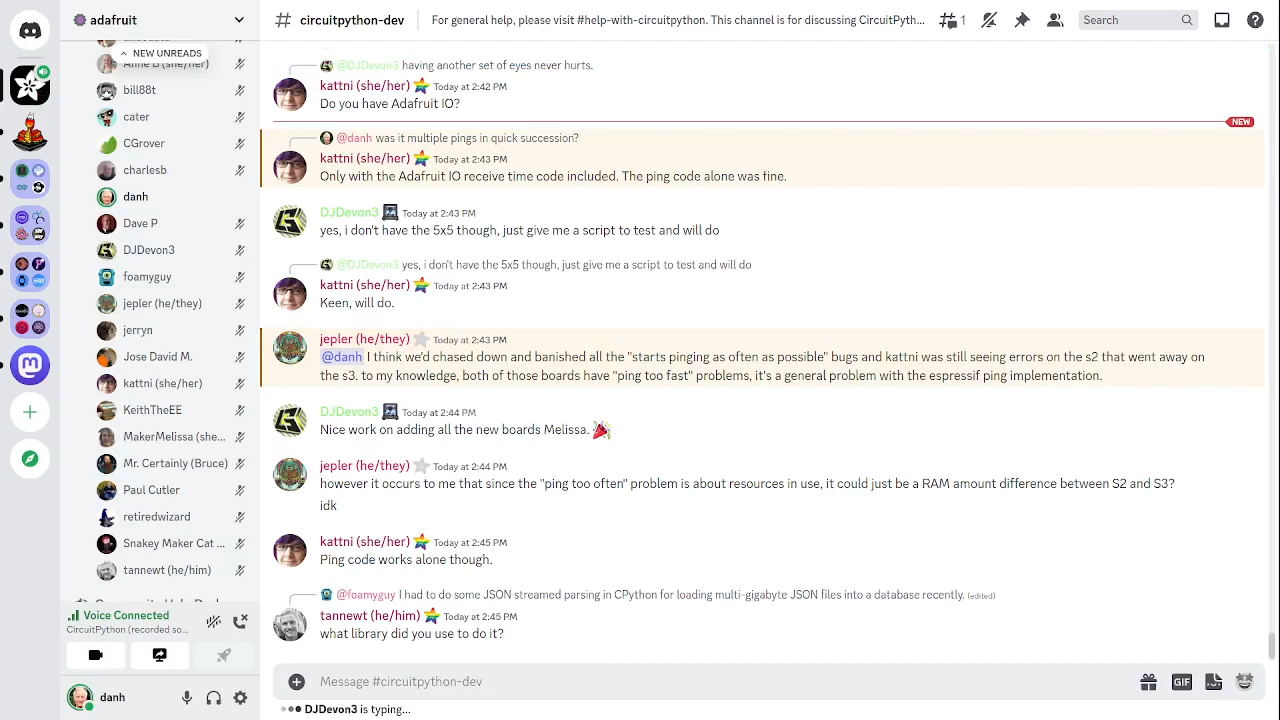 adafruit
NEW UNREADS
Anne B (she/her)
bill88t
cater
CGrover
charlesb
danh
Dave P
DJDevon3
foamyguy
jepler (he/they)
jerryn
Jose David M.
kattni (she/her)
KeithTheEE
MakerMelissa (she...
Mr. Certainly (Bruce)
Paul Cutler
retiredwizard
Snakey Maker Cat ...
tannewt (he/him)
Voice Connected
CircuitPython (recorded so...
danh
# circuitpython-dev
For general help, please visit #help-with-circuitpython. This channel is for discussing CircuitPyth...
1
Search
@DJDevon3 having another set of eyes never hurts.
kattni (she/her) Today at 2:42 PM
Do you have Adafruit IO?
NEW
@danh was it multiple pings in quick succession?
kattni (she/her) Today at 2:43 PM
Only with the Adafruit IO receive time code included. The ping code alone was fine.
DJDevon3 Today at 2:43 PM
yes, i don't have the 5x5 though, just give me a script to test and will do
@DJDevon3 yes, i don't have the 5x5 though, just give me a script to test and will do
kattni (she/her) Today at 2:43 PM
Keen, will do.
jepler (he/they) Today at 2:43 PM
@danh I think we'd chased down and banished all the "starts pinging as often as possible" bugs and kattni was still seeing errors on the s2 that went away on
the s3. to my knowledge, both of those boards have "ping too fast" problems, it's a general problem with the espressif ping implementation.
DJDevon3 Today at 2:44 PM
Nice work on adding all the new boards Melissa. 🎉
jepler (he/they) Today at 2:44 PM
however it occurs to me that since the "ping too often" problem is about resources in use, it could just be a RAM amount difference between S2 and S3?
idk
kattni (she/her) Today at 2:45 PM
Ping code works alone though.
@foamyguy I had to do some JSON streamed parsing in CPython for loading multi-gigabyte JSON files into a database recently. (edited)
tannewt (he/him) Today at 2:45 PM
what library did you use to do it?
Message #circuitpython-dev
GIF
DJDevon3 is typing...